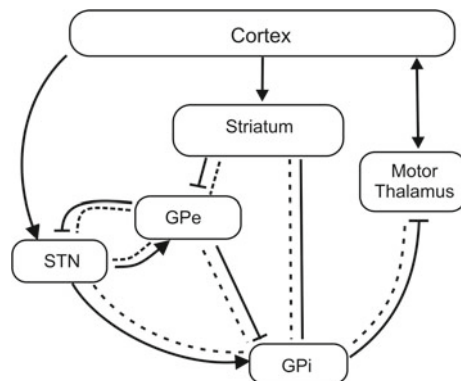 Cortex
Striatum
Motor
Thalamus
GPe
STN
GPi